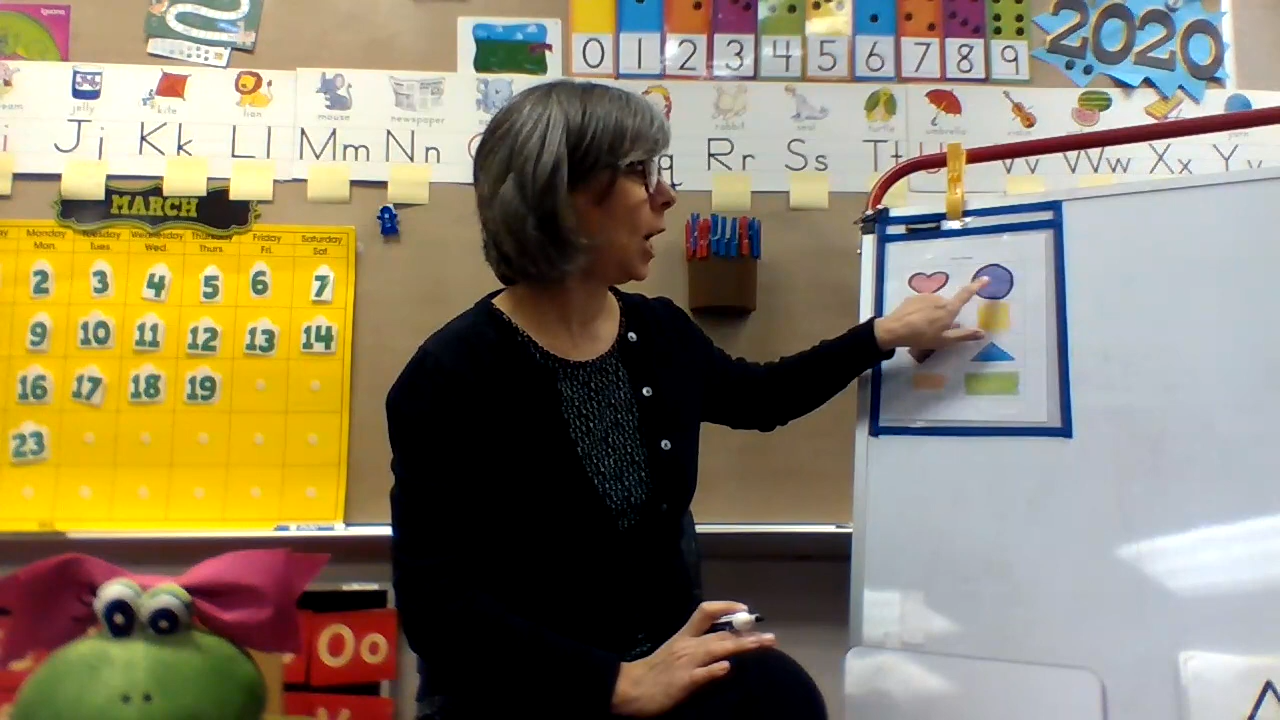 0 1 2 3 4 5 6 7 8 9
2020
jelly kite lion mouse newspaper rabbit seal turtle umbrella violin
i Jj Kk Ll Mm Nn q Rr Ss Tt Vv Ww Xx Yy
MARCH
Monday Tuesday Wednesday Thursday Friday Saturday
Mon. Tues. Wed. Thurs. Fri. Sat.
2 3 4 5 6 7
9 10 11 12 13 14
16 17 18 19
23
Oo